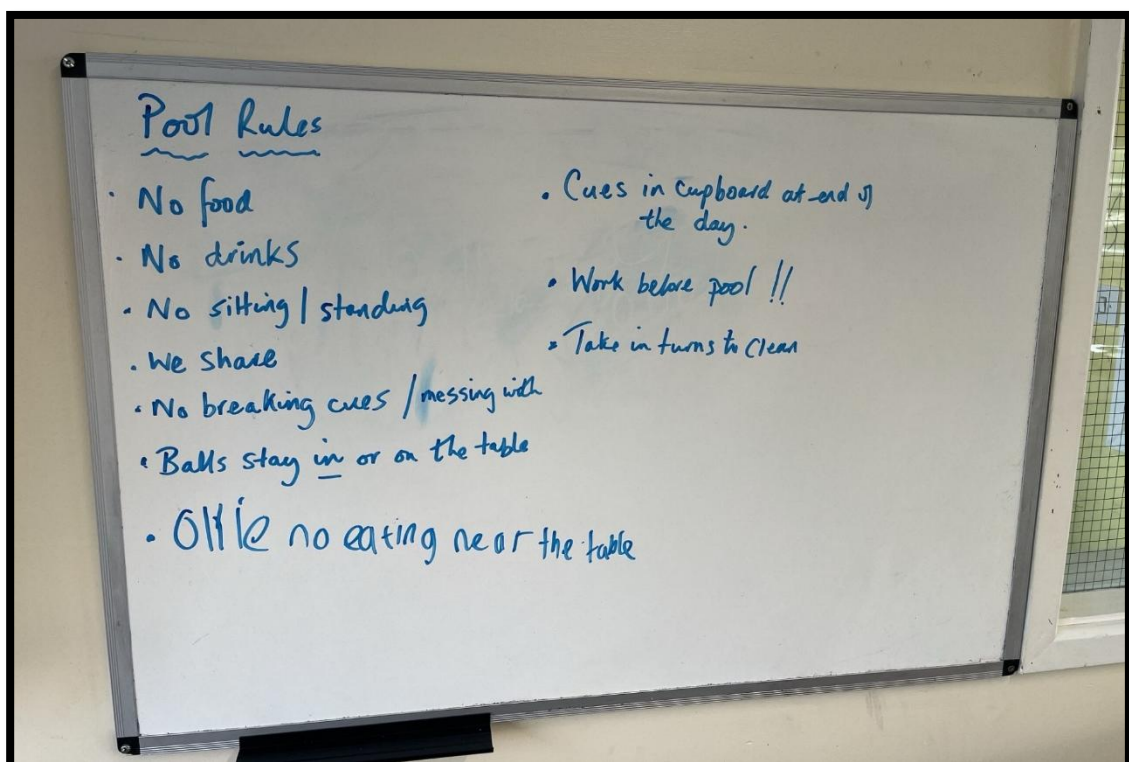 Pool Rules
· No food
· No drinks
· No sitting / standing
· We share
· No breaking cues / messing with
· Balls stay in or on the table
· Ollie no eating near the table
· Cues in cupboard at end of
the day.
· Work before pool !!
· Take in turns to clean